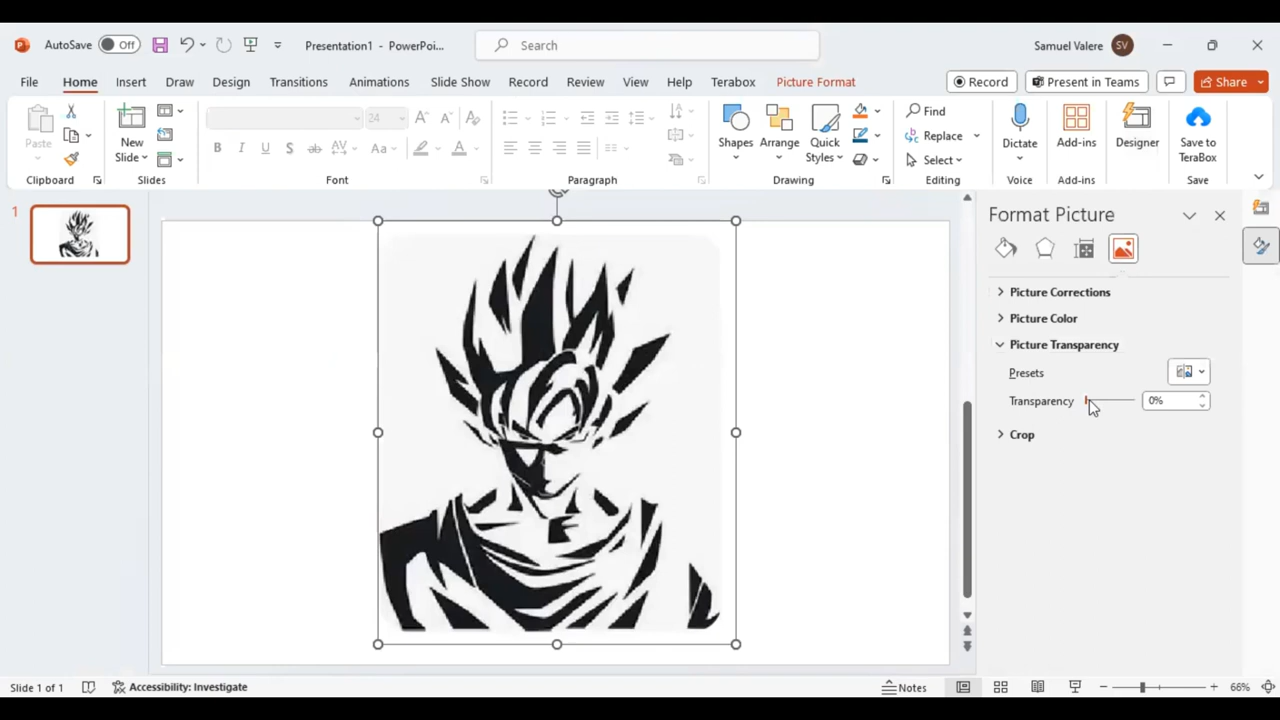 AutoSave Off Presentation1 - PowerPoi... Search Samuel Valere SV
File Home Insert Draw Design Transitions Animations Slide Show Record Review View Help Terabox Picture Format Record Present in Teams Share
Paste New Slide 24 A A A Shapes Arrange Quick Styles Find Dictate Add-ins Designer Save to TeraBox
B I U S ab AV Aa A Replace
Select
Clipboard Slides Font Paragraph Drawing Editing Voice Add-ins Save
1
Format Picture
Picture Corrections
Picture Color
Picture Transparency
Presets
Transparency 0%
Crop
Slide 1 of 1 Accessibility: Investigate Notes 66%